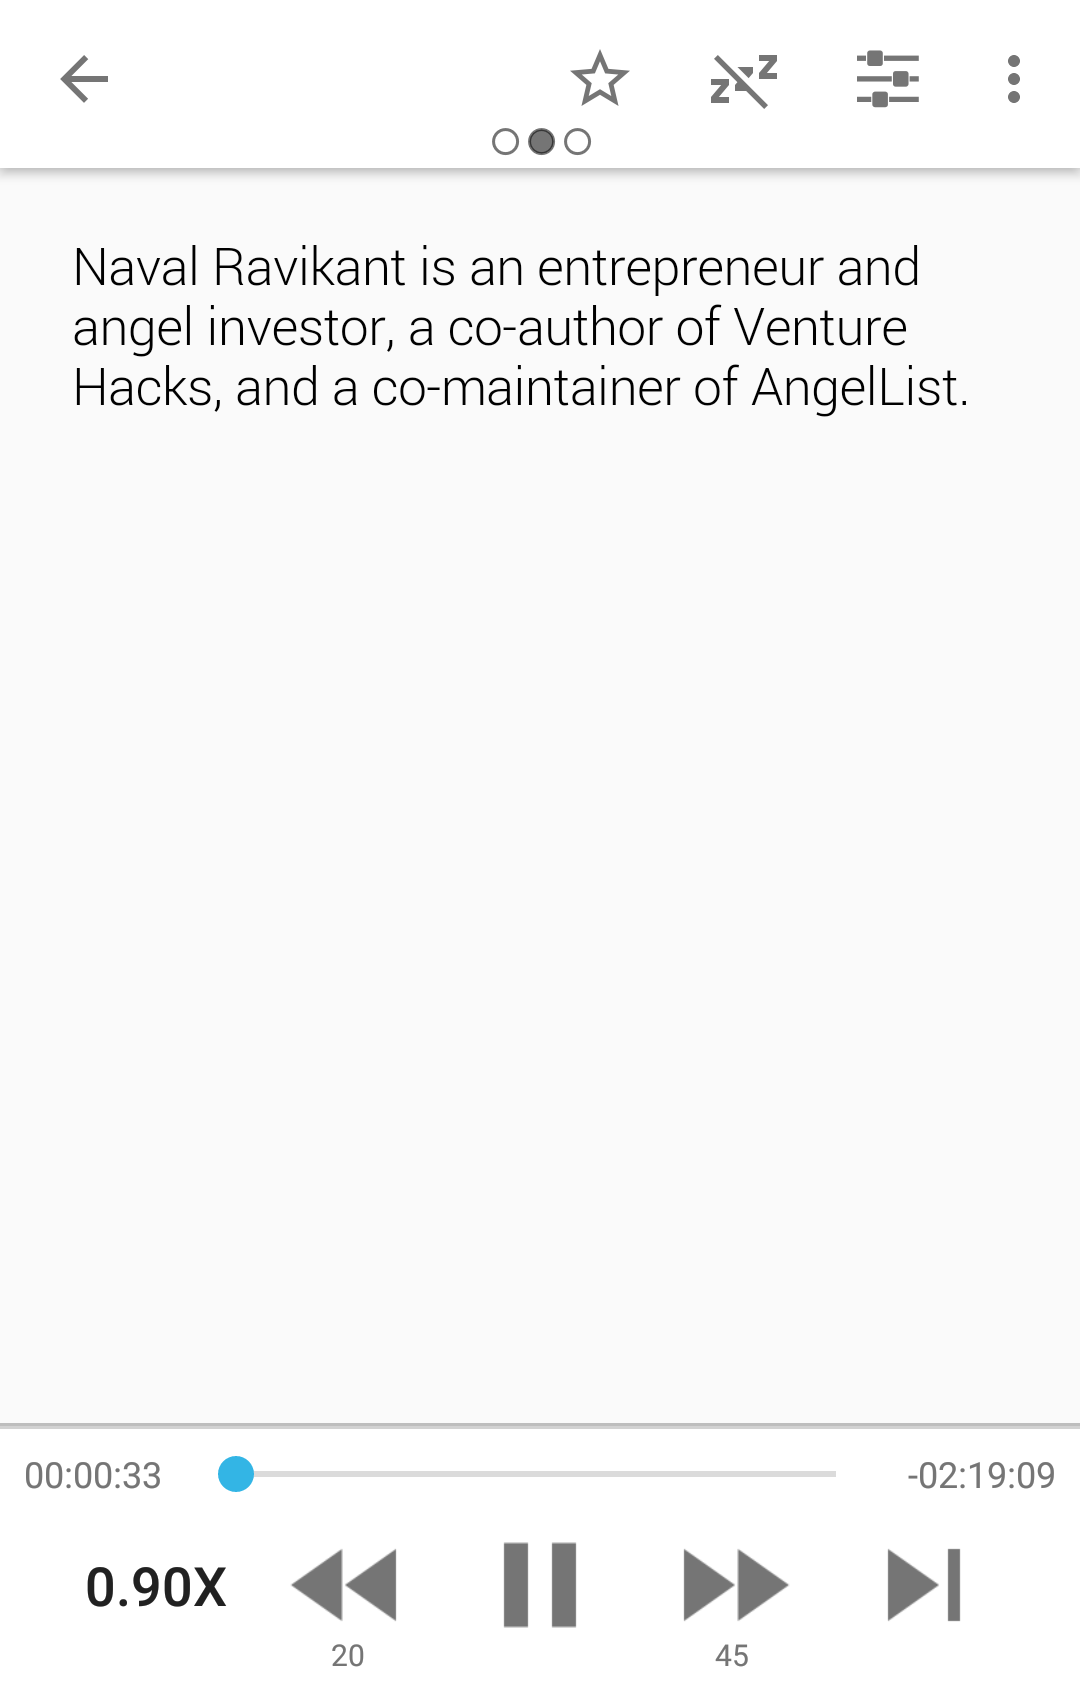 Naval Ravikant is an entrepreneur and
angel investor, a co-author of Venture
Hacks, and a co-maintainer of AngelList.
00:00:33 -02:19:09
0.90X
20 45